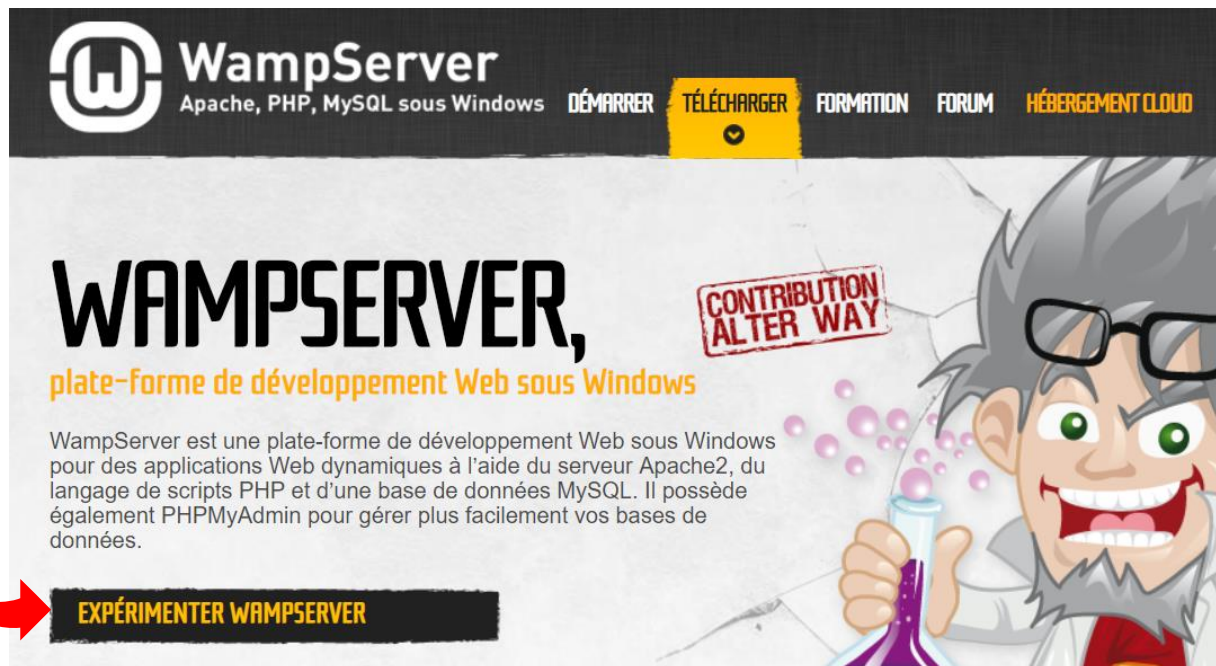 WampServer
Apache, PHP, MySQL sous Windows
DÉMARRER
TÉLÉCHARGER
FORMATION
FORUM
HÉBERGEMENT CLOUD
WAMPSERVER,
plate-forme de développement Web sous Windows
CONTRIBUTION
ALTER WAY
WampServer est une plate-forme de développement Web sous Windows
pour des applications Web dynamiques à l'aide du serveur Apache2, du
langage de scripts PHP et d'une base de données MySQL. Il possède
également PHPMyAdmin pour gérer plus facilement vos bases de
données.
EXPÉRIMENTER WAMPSERVER